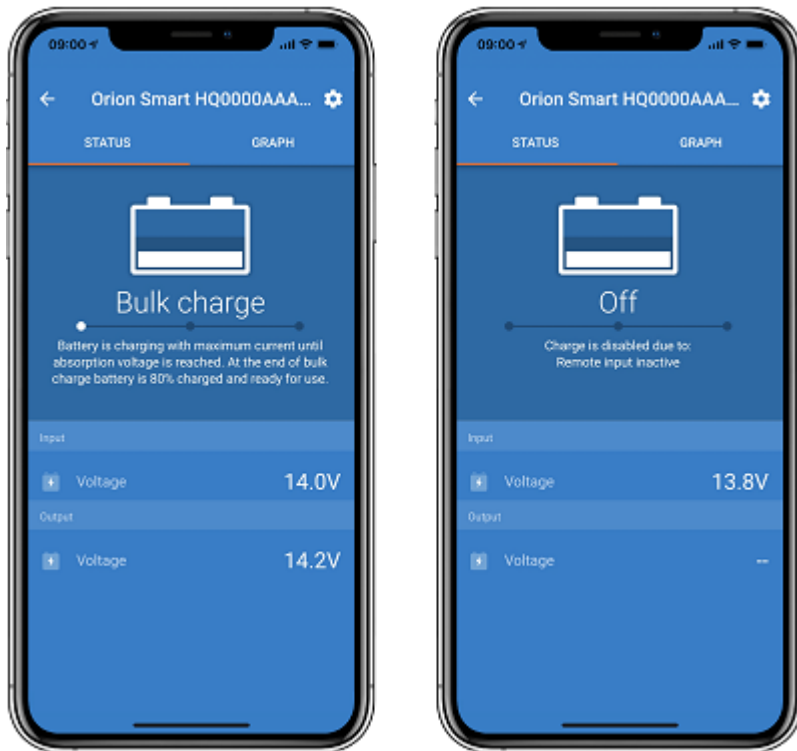 09:00
Orion Smart HQ0000AAA...
STATUS GRAPH
Bulk charge
Battery is charging with maximum current until
absorption voltage is reached. At the end of bulk
charge battery is 80% charged and ready for use.
Input
Voltage 14.0V
Output
Voltage 14.2V
09:00
Orion Smart HQ0000AAA...
STATUS GRAPH
Off
Charge is disabled due to:
Remote input inactive
Input
Voltage 13.8V
Output
Voltage --